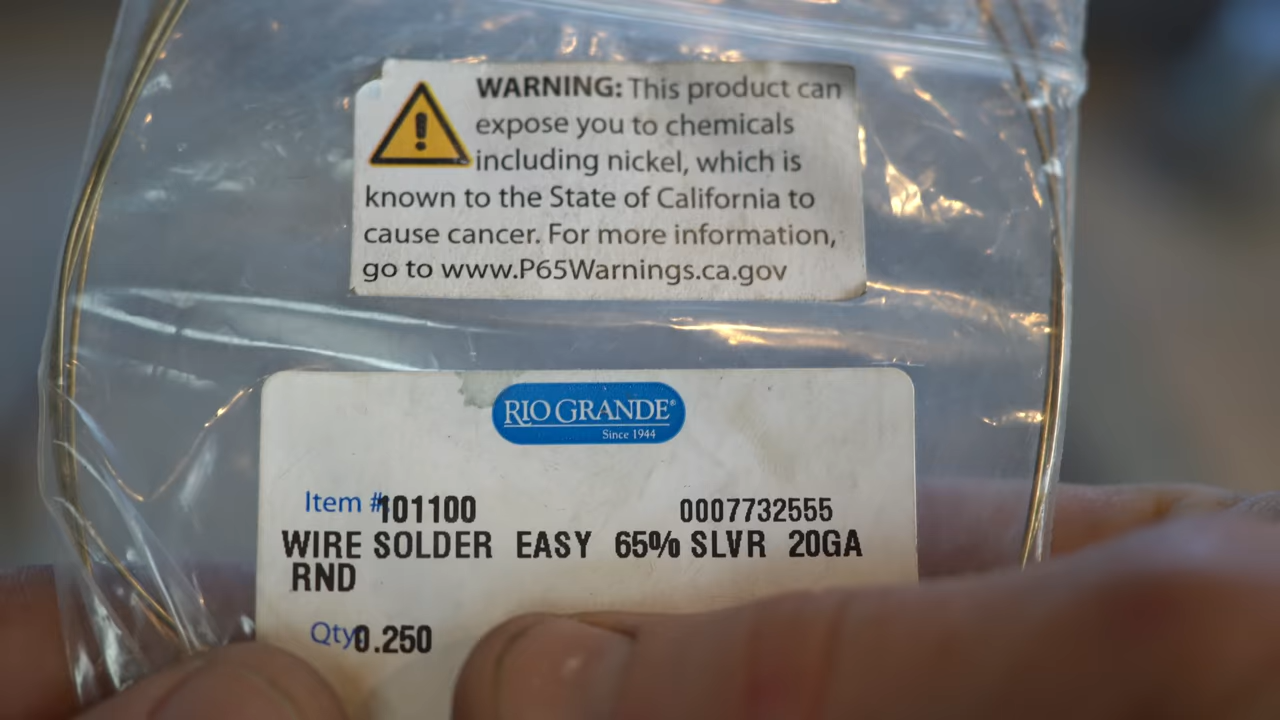 WARNING: This product can
expose you to chemicals
including nickel, which is
known to the State of California to
cause cancer. For more information,
go to www.P65Warnings.ca.gov
RIO GRANDE®
Since 1944
Item #101100 0007732555
WIRE SOLDER EASY 65% SLVR 20GA
RND
Qty0.250